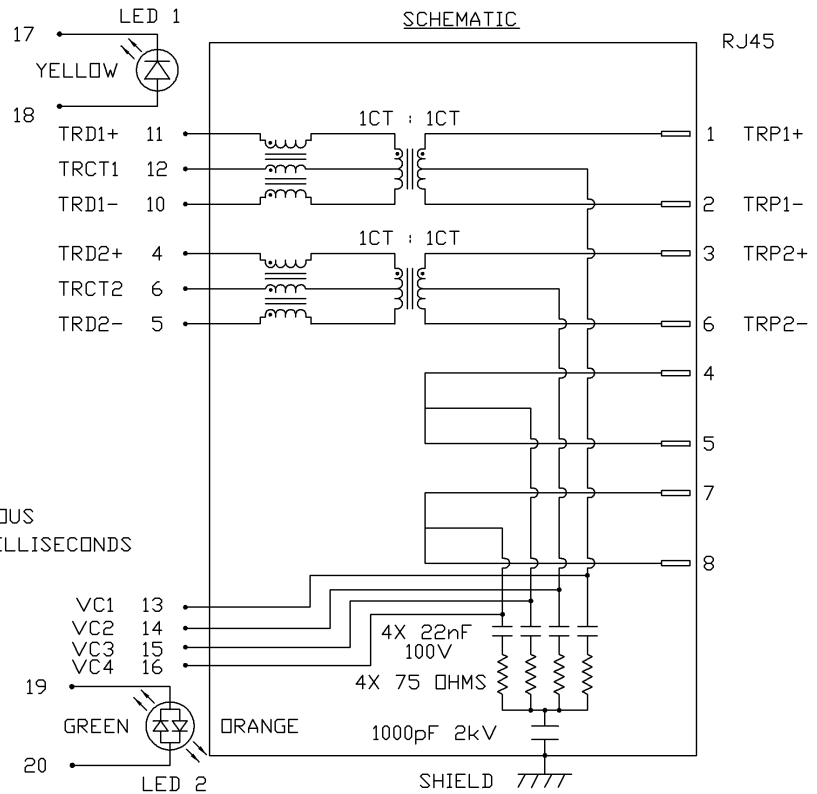 LED 1
SCHEMATIC
17
RJ45
YELLOW
18
1CT : 1CT
TRD1+ 11
1 TRP1+
TRCT1 12
TRD1- 10
2 TRP1-
1CT : 1CT
TRD2+ 4
3 TRP2+
TRCT2 6
TRD2- 5
6 TRP2-
4
5
7
OUS
LLISECONDS
8
VC1 13
VC2 14
VC3 15
VC4 16
4X 22nF
100V
4X 75 OHMS
19
GREEN
ORANGE
1000pF 2kV
20
LED 2
SHIELD